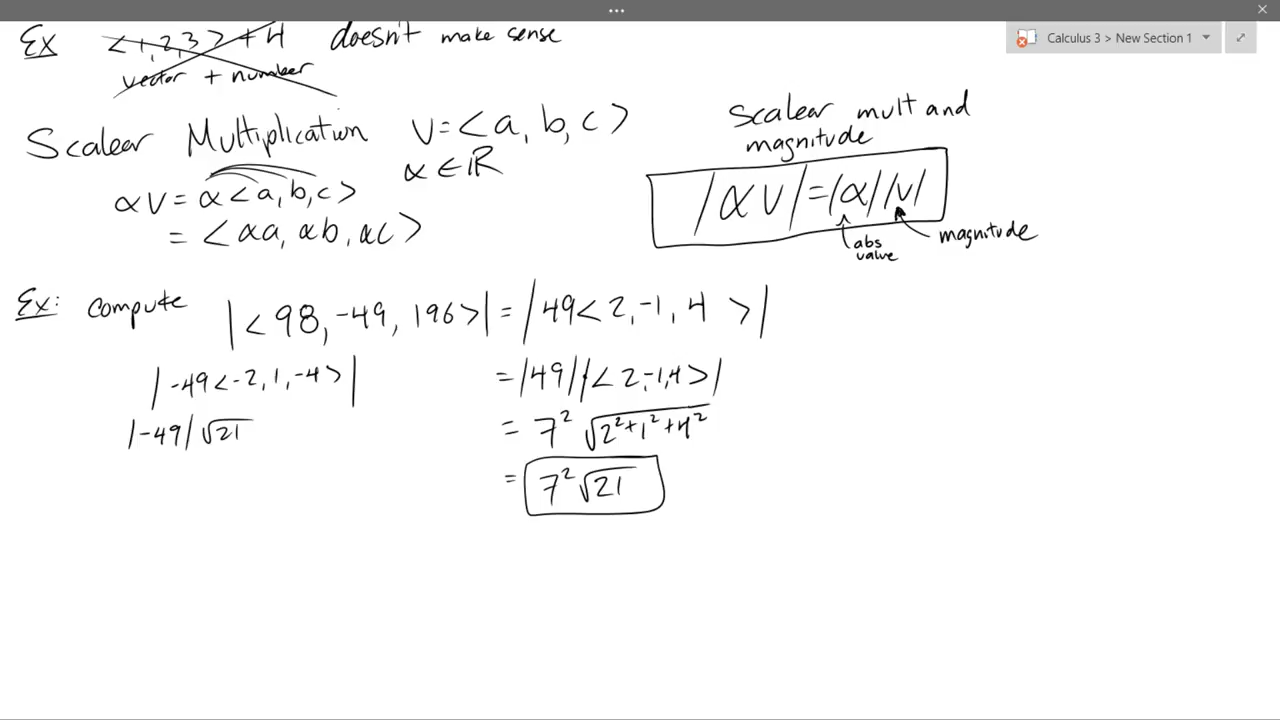 Calculus 3 > New Section 1
Ex <1,2,3> + 4 doesn't make sense
vector + number
Scalear Multiplication V = <a, b, c>
α ∈ ℝ
αV = α<a, b, c>
= <αa, αb, αc>
Scalear mult and
magnitude
|αV| = |α||V|
abs
value
magnitude
Ex: compute |<98, -49, 196>| = |49<2, -1, 4 >|
|-49<-2, 1, -4>| = |49||<2,-1,4>|
|-49|√21 = 7² √2²+1²+4²
= 7²√21